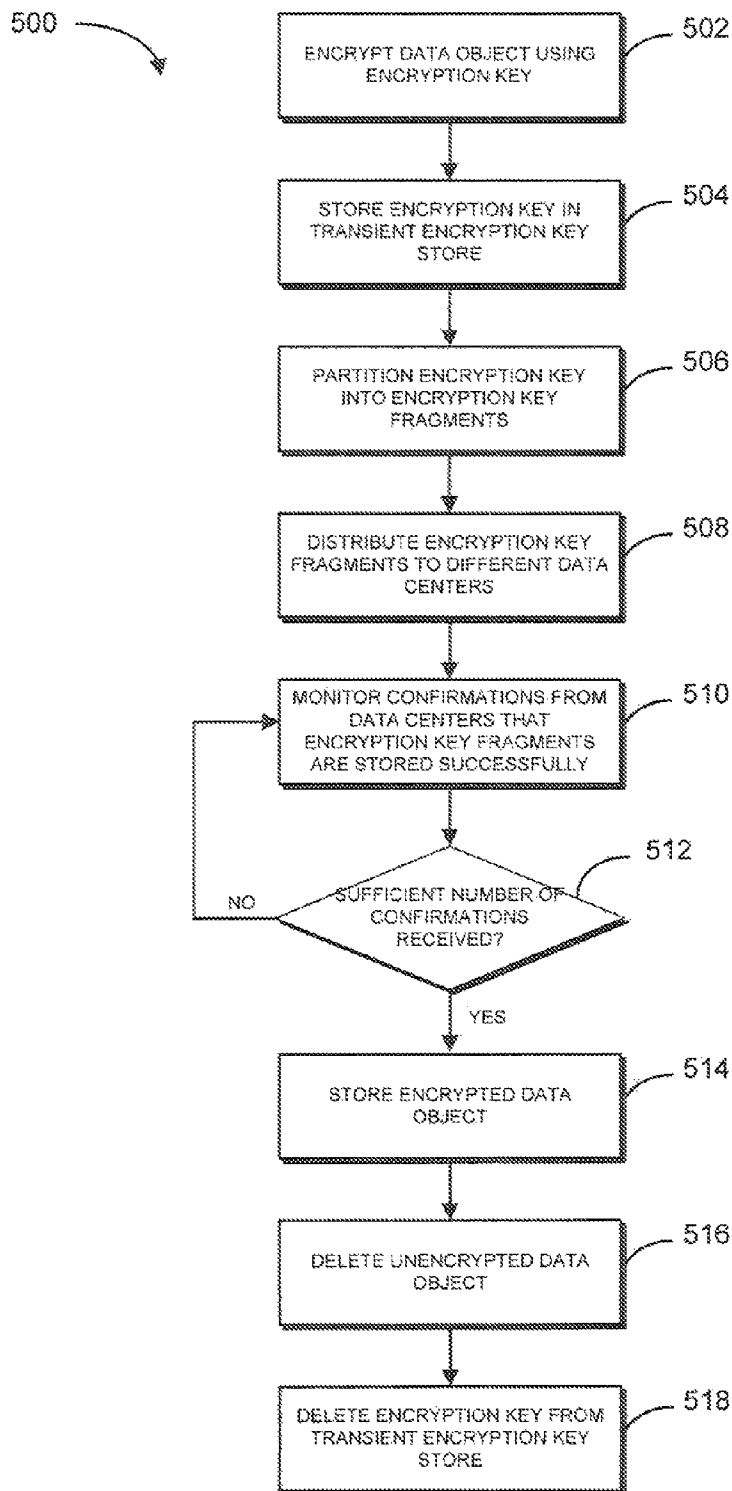 500
502
ENCRYPT DATA OBJECT USING
ENCRYPTION KEY
504
STORE ENCRYPTION KEY IN
TRANSIENT ENCRYPTION KEY
STORE
506
PARTITION ENCRYPTION KEY
INTO ENCRYPTION KEY
FRAGMENTS
508
DISTRIBUTE ENCRYPTION KEY
FRAGMENTS TO DIFFERENT DATA
CENTERS
510
MONITOR CONFIRMATIONS FROM
DATA CENTERS THAT
ENCRYPTION KEY FRAGMENTS
ARE STORED SUCCESSFULLY
512
SUFFICIENT NUMBER OF
CONFIRMATIONS
RECEIVED?
NO
YES
514
STORE ENCRYPTED DATA
OBJECT
516
DELETE UNENCRYPTED DATA
OBJECT
518
DELETE ENCRYPTION KEY FROM
TRANSIENT ENCRYPTION KEY
STORE